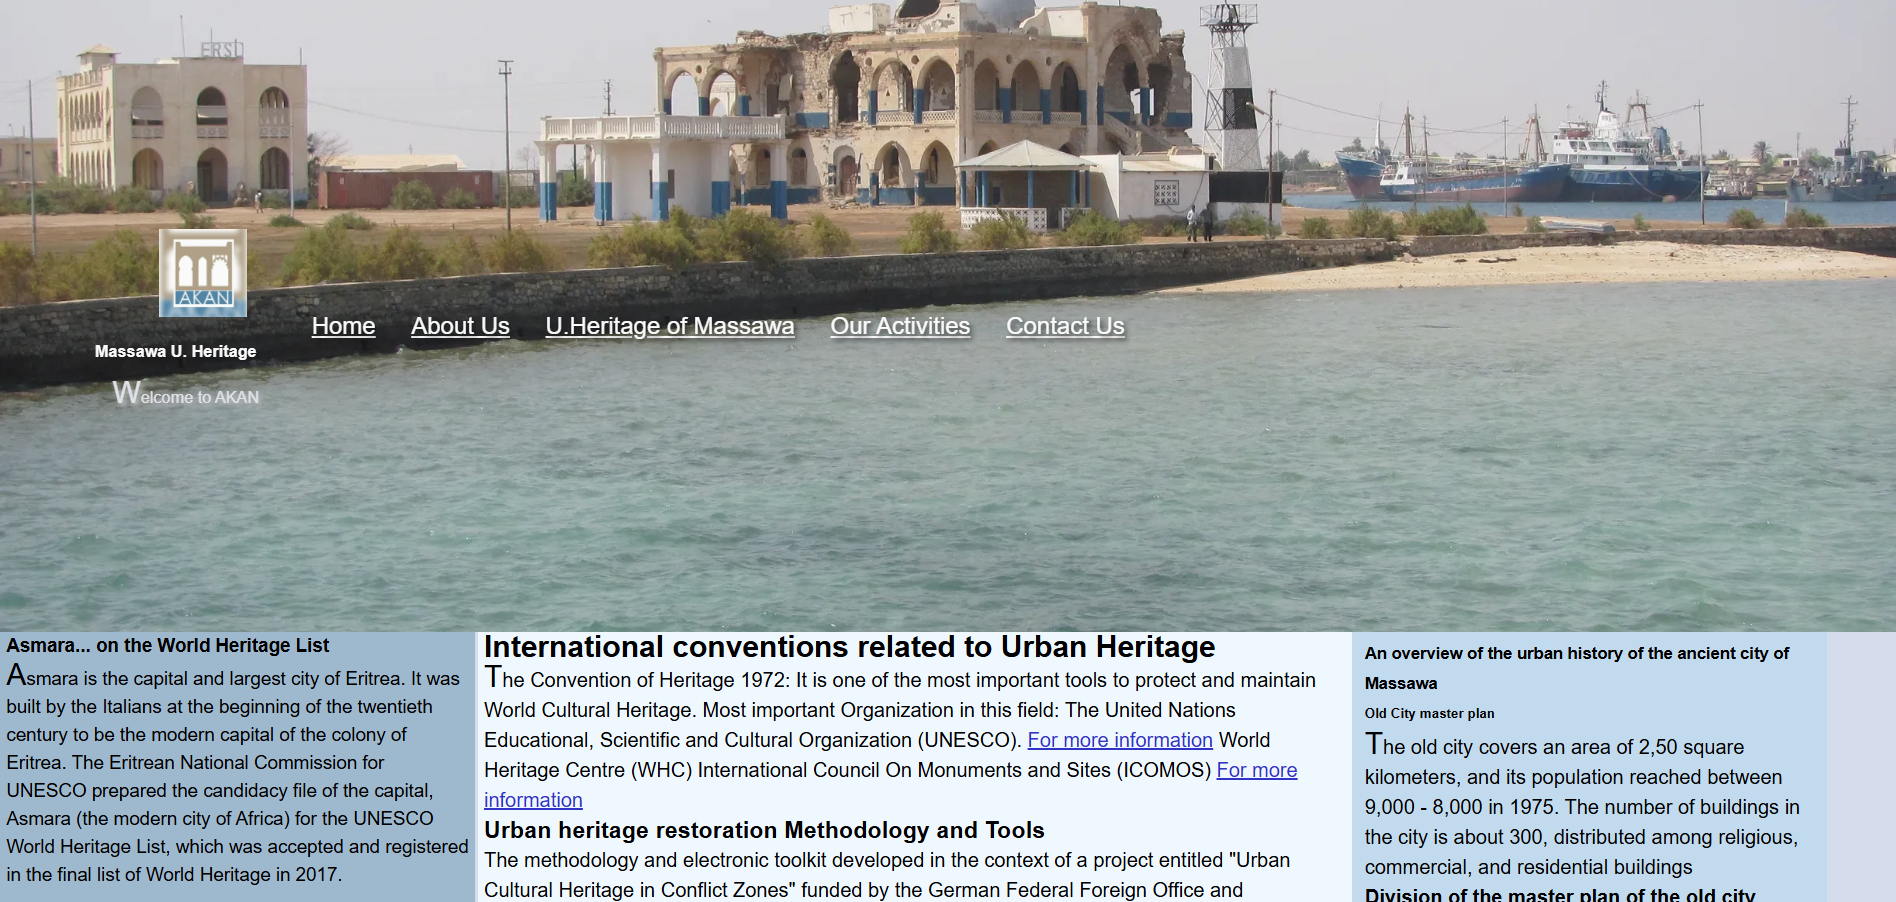 ERSD
AKAN
Massawa U. Heritage
Welcome to AKAN
Home About Us U.Heritage of Massawa Our Activities Contact Us
Asmara... on the World Heritage List
Asmara is the capital and largest city of Eritrea. It was
built by the Italians at the beginning of the twentieth
century to be the modern capital of the colony of
Eritrea. The Eritrean National Commission for
UNESCO prepared the candidacy file of the capital,
Asmara (the modern city of Africa) for the UNESCO
World Heritage List, which was accepted and registered
in the final list of World Heritage in 2017.
International conventions related to Urban Heritage
The Convention of Heritage 1972: It is one of the most important tools to protect and maintain
World Cultural Heritage. Most important Organization in this field: The United Nations
Educational, Scientific and Cultural Organization (UNESCO). For more information World
Heritage Centre (WHC) International Council On Monuments and Sites (ICOMOS) For more
information
Urban heritage restoration Methodology and Tools
The methodology and electronic toolkit developed in the context of a project entitled "Urban
Cultural Heritage in Conflict Zones" funded by the German Federal Foreign Office and
An overview of the urban history of the ancient city of
Massawa
Old City master plan
The old city covers an area of 2,50 square
kilometers, and its population reached between
9,000 - 8,000 in 1975. The number of buildings in
the city is about 300, distributed among religious,
commercial, and residential buildings
Division of the master plan of the old city